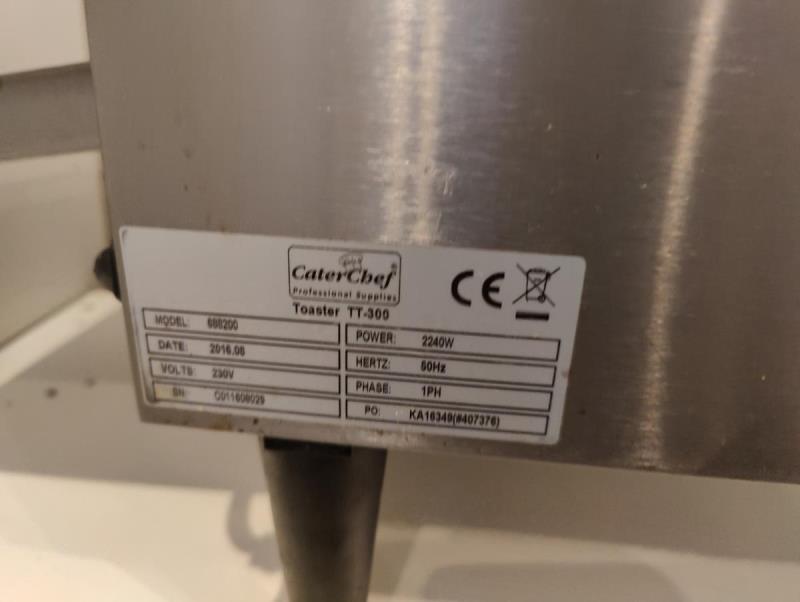 CaterChef®
Professional Supplies
Toaster TT-300
MODEL: 688200
DATE: 2016.08
VOLTS: 230V
SN: C011608029
POWER: 2240W
HERTZ: 50Hz
PHASE: 1PH
PO: KA16349(#407376)
CE